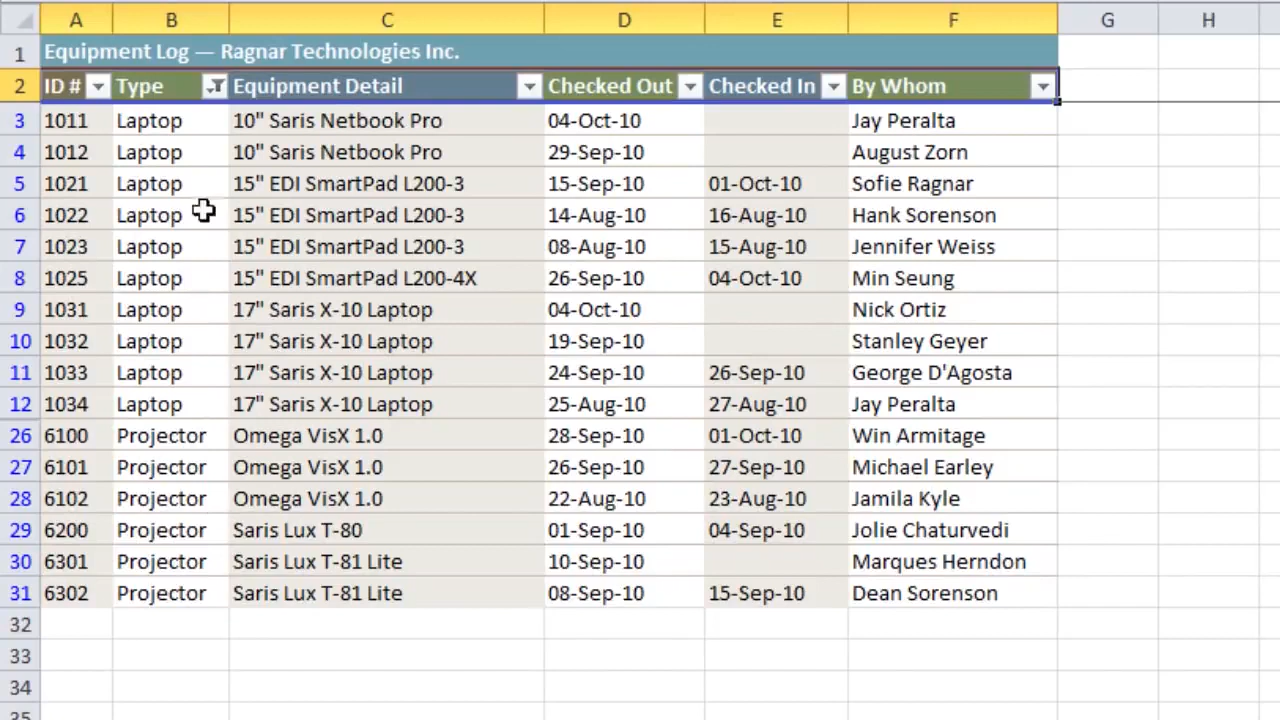 A B C D E F G H
1 Equipment Log — Ragnar Technologies Inc.
2 ID # Type Equipment Detail Checked Out Checked In By Whom
3 1011 Laptop 10" Saris Netbook Pro 04-Oct-10 Jay Peralta
4 1012 Laptop 10" Saris Netbook Pro 29-Sep-10 August Zorn
5 1021 Laptop 15" EDI SmartPad L200-3 15-Sep-10 01-Oct-10 Sofie Ragnar
6 1022 Laptop 15" EDI SmartPad L200-3 14-Aug-10 16-Aug-10 Hank Sorenson
7 1023 Laptop 15" EDI SmartPad L200-3 08-Aug-10 15-Aug-10 Jennifer Weiss
8 1025 Laptop 15" EDI SmartPad L200-4X 26-Sep-10 04-Oct-10 Min Seung
9 1031 Laptop 17" Saris X-10 Laptop 04-Oct-10 Nick Ortiz
10 1032 Laptop 17" Saris X-10 Laptop 19-Sep-10 Stanley Geyer
11 1033 Laptop 17" Saris X-10 Laptop 24-Sep-10 26-Sep-10 George D'Agosta
12 1034 Laptop 17" Saris X-10 Laptop 25-Aug-10 27-Aug-10 Jay Peralta
26 6100 Projector Omega VisX 1.0 28-Sep-10 01-Oct-10 Win Armitage
27 6101 Projector Omega VisX 1.0 26-Sep-10 27-Sep-10 Michael Earley
28 6102 Projector Omega VisX 1.0 22-Aug-10 23-Aug-10 Jamila Kyle
29 6200 Projector Saris Lux T-80 01-Sep-10 04-Sep-10 Jolie Chaturvedi
30 6301 Projector Saris Lux T-81 Lite 10-Sep-10 Marques Herndon
31 6302 Projector Saris Lux T-81 Lite 08-Sep-10 15-Sep-10 Dean Sorenson
32
33
34
35